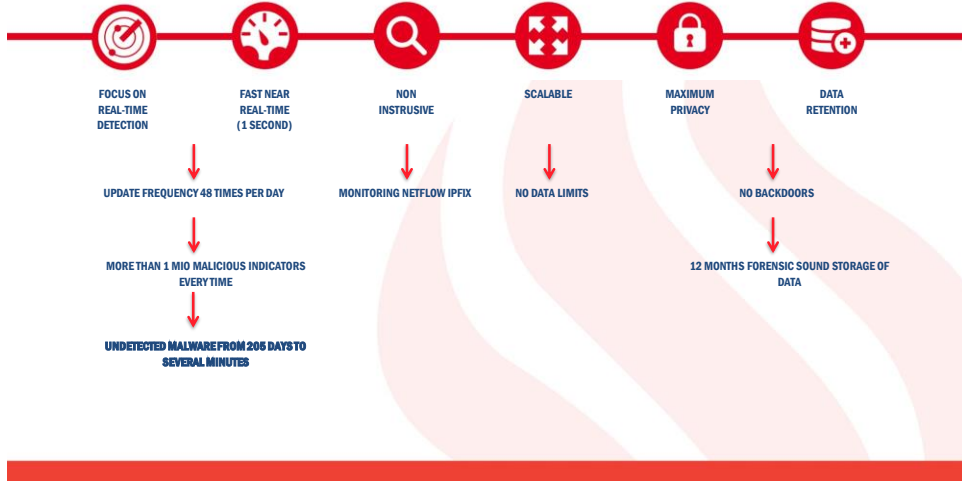 FOCUS ON
REAL-TIME
DETECTION
FAST NEAR
REAL-TIME
(1 SECOND)
NON
INSTRUSIVE
SCALABLE
MAXIMUM
PRIVACY
DATA
RETENTION
UPDATE FREQUENCY 48 TIMES PER DAY
MONITORING NETFLOW IPFIX
NO DATA LIMITS
NO BACKDOORS
MORE THAN 1 MIO MALICIOUS INDICATORS
EVERY TIME
12 MONTHS FORENSIC SOUND STORAGE OF
DATA
UNDETECTED MALWARE FROM 205 DAYS TO
SEVERAL MINUTES